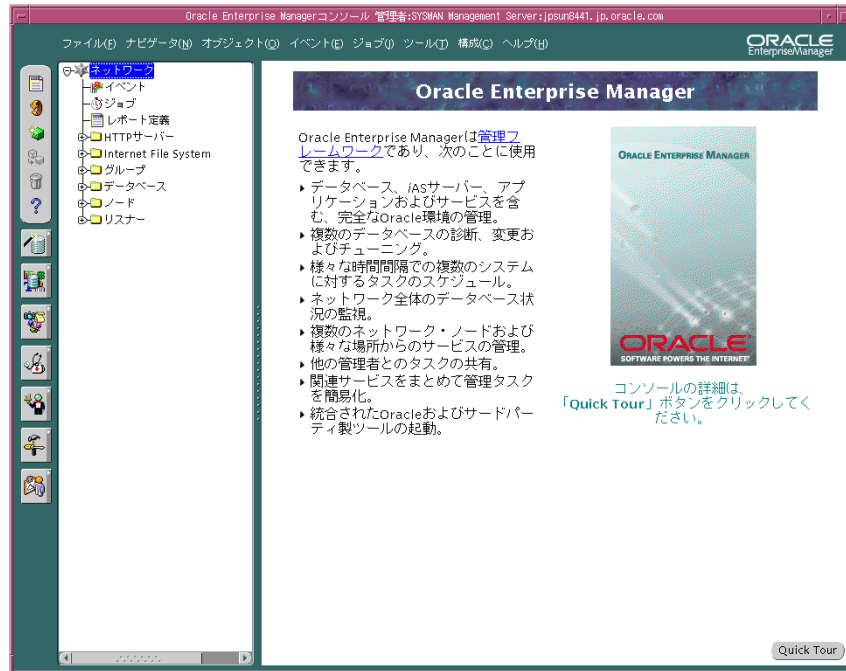 Oracle Enterprise Managerコンソール 管理者:SYSMAN Management Server:jpsun8441.jp.oracle.com
ファイル(F) ナビゲータ(N) オブジェクト(O) イベント(E) ジョブ(J) ツール(T) 構成(C) ヘルプ(H)
ORACLE
EnterpriseManager
ネットワーク
イベント
ジョブ
レポート定義
HTTPサーバー
Internet File System
グループ
データベース
ノード
リスナー
Oracle Enterprise Manager
Oracle Enterprise Managerは管理フ
レームワークであり、次のことに使用
できます。
データベース、iASサーバー、アプ
リケーションおよびサービスを含
む、完全なOracle環境の管理。
複数のデータベースの診断、変更お
よびチューニング。
様々な時間間隔での複数のシステム
に対するタスクのスケジュール。
ネットワーク全体のデータベース状
況の監視。
複数のネットワーク・ノードおよび
様々な場所からのサービスの管理。
他の管理者とのタスクの共有。
関連サービスをまとめて管理タスク
を簡易化。
統合されたOracleおよびサードパー
ティ製ツールの起動。
ORACLE ENTERPRISE MANAGER
ORACLE
SOFTWARE POWERS THE INTERNET
コンソールの詳細は、
「Quick Tour」ボタンをクリックしてく
ださい。
Quick Tour